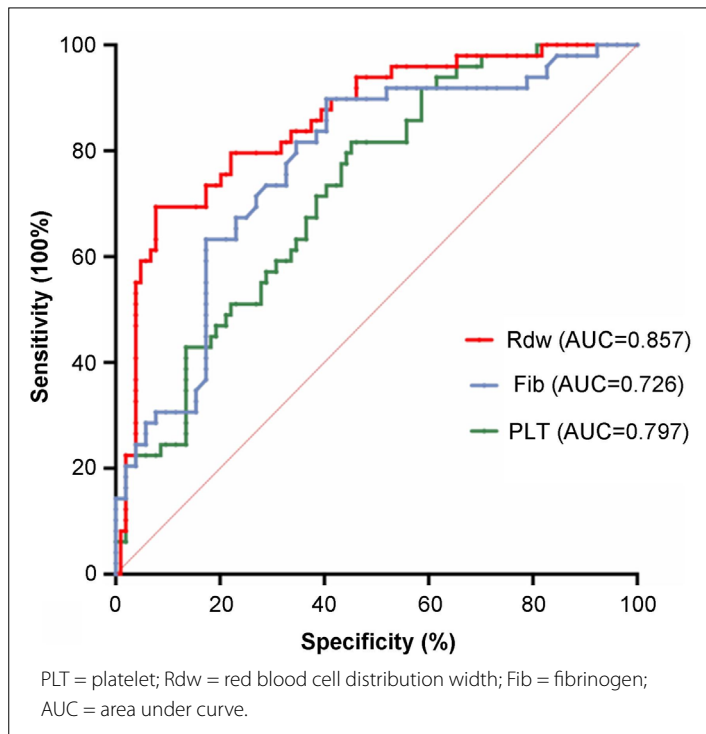 100
80
60
40
20
0
Sensitivity (100%)
Rdw (AUC=0.857)
Fib (AUC=0.726)
PLT (AUC=0.797)
0 20 40 60 80 100
Specificity (%)
PLT = platelet; Rdw = red blood cell distribution width; Fib = fibrinogen;
AUC = area under curve.